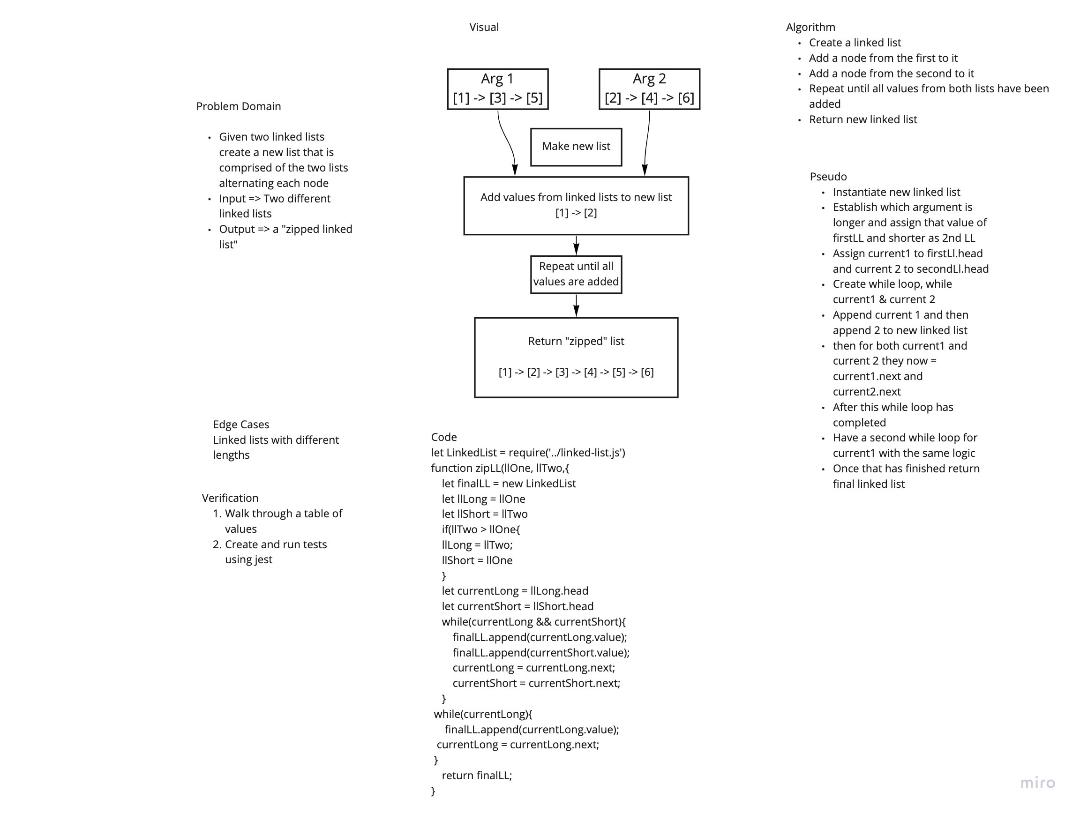 Visual
Arg 1
[1] -> [3] -> [5]
Arg 2
[2] -> [4] -> [6]
Make new list
Add values from linked lists to new list
[1] -> [2]
Repeat until all
values are added
Return "zipped" list
[1] -> [2] -> [3] -> [4] -> [5] -> [6]
Problem Domain
• Given two linked lists
create a new list that is
comprised of the two lists
alternating each node
• Input => Two different
linked lists
• Output => a "zipped linked
list"
Edge Cases
Linked lists with different
lengths
Verification
1. Walk through a table of
values
2. Create and run tests
using jest
Code
let LinkedList = require('../linked-list.js')
function zipLL(llOne, llTwo,{
let finalLL = new LinkedList
let llLong = llOne
let llShort = llTwo
if(llTwo > llOne{
llLong = llTwo;
llShort = llOne
}
let currentLong = llLong.head
let currentShort = llShort.head
while(currentLong && currentShort){
finalLL.append(currentLong.value);
finalLL.append(currentShort.value);
currentLong = currentLong.next;
currentShort = currentShort.next;
}
while(currentLong){
finalLL.append(currentLong.value);
currentLong = currentLong.next;
}
return finalLL;
}
Algorithm
• Create a linked list
• Add a node from the first to it
• Add a node from the second to it
• Repeat until all values from both lists have been
added
• Return new linked list
Pseudo
• Instantiate new linked list
• Establish which argument is
longer and assign that value of
firstLL and shorter as 2nd LL
• Assign current1 to firstLl.head
and current 2 to secondLl.head
• Create while loop, while
current1 & current 2
• Append current 1 and then
append 2 to new linked list
• then for both current1 and
current 2 they now =
current1.next and
current2.next
• After this while loop has
completed
• Have a second while loop for
current1 with the same logic
• Once that has finished return
final linked list
miro